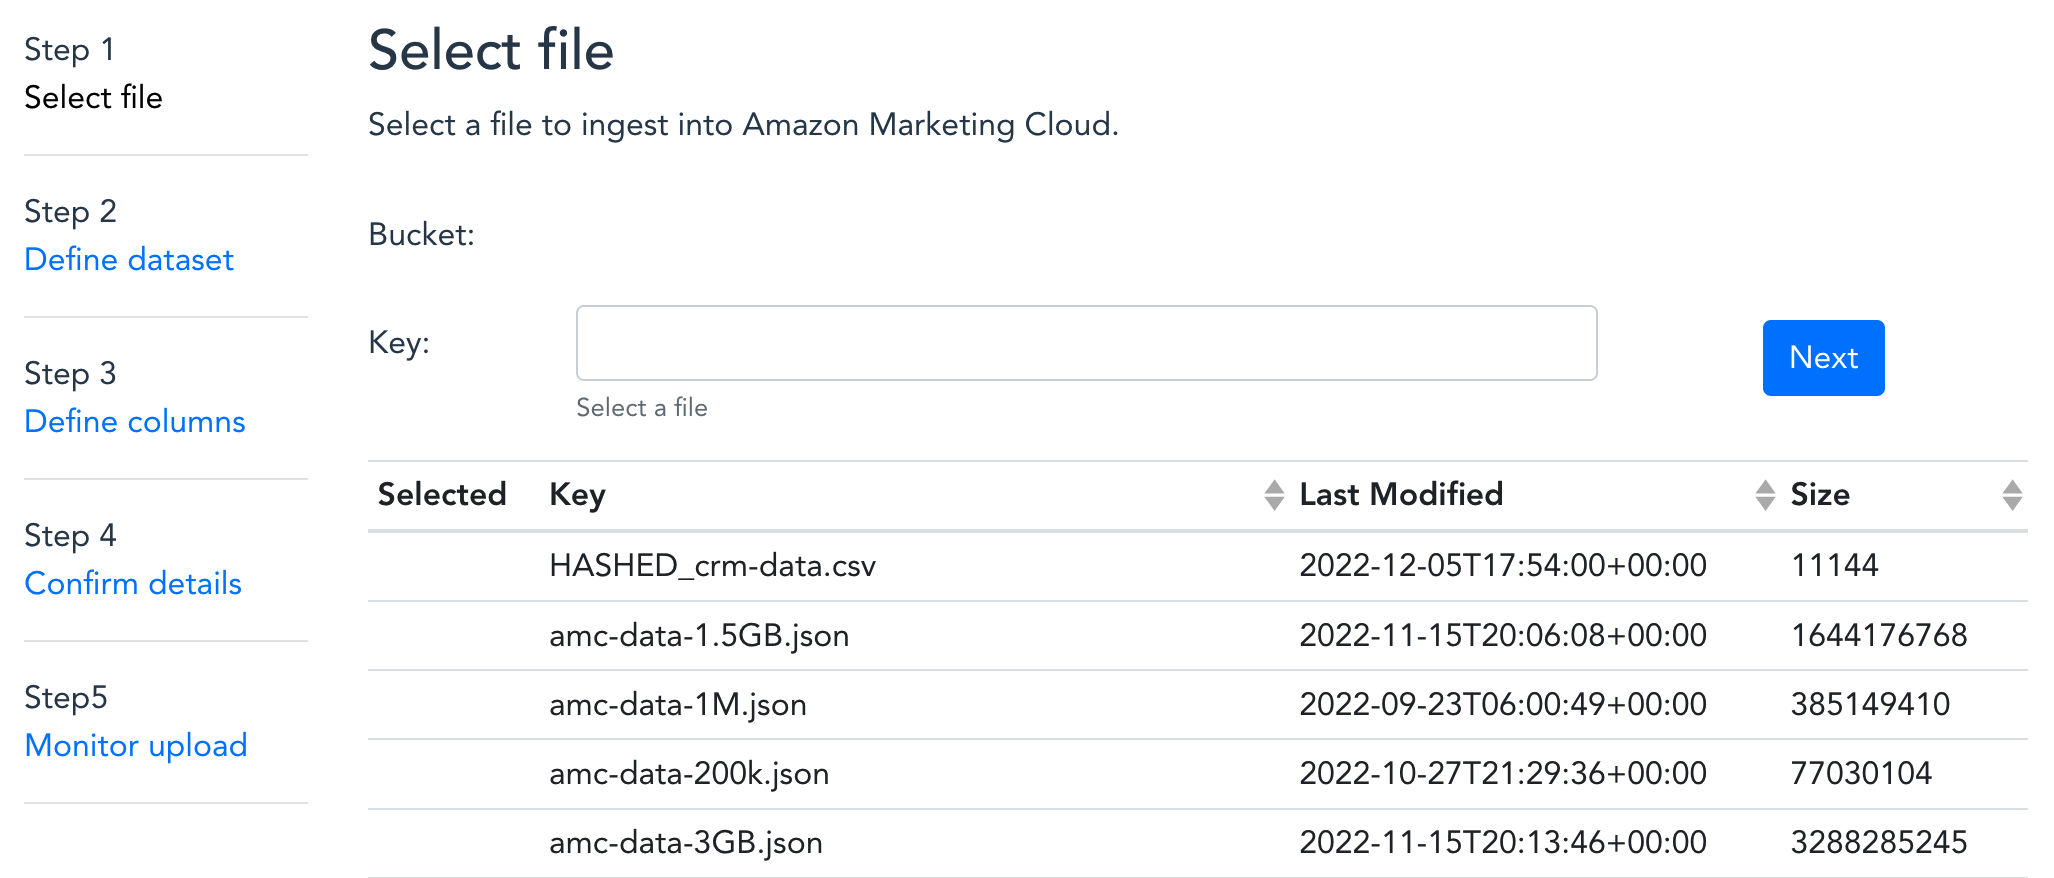 Step 1
Select file
Step 2
Define dataset
Step 3
Define columns
Step 4
Confirm details
Step5
Monitor upload
Select file
Select a file to ingest into Amazon Marketing Cloud.
Bucket:
Key:
Next
Select a file
Selected Key Last Modified Size
HASHED_crm-data.csv 2022-12-05T17:54:00+00:00 11144
amc-data-1.5GB.json 2022-11-15T20:06:08+00:00 1644176768
amc-data-1M.json 2022-09-23T06:00:49+00:00 385149410
amc-data-200k.json 2022-10-27T21:29:36+00:00 77030104
amc-data-3GB.json 2022-11-15T20:13:46+00:00 3288285245